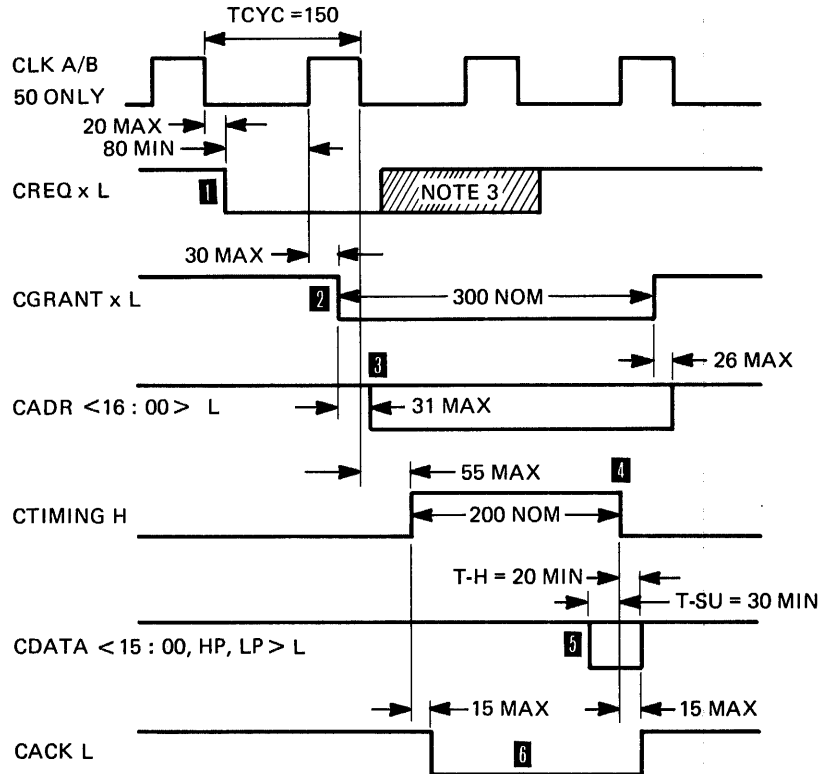 TCYC = 150
CLK A/B
50 ONLY
20 MAX
80 MIN
CREQ x L
1
NOTE 3
30 MAX
CGRANT x L
2
300 NOM
3
26 MAX
CADR <16 : 00> L
31 MAX
55 MAX
4
CTIMING H
200 NOM
T-H = 20 MIN
T-SU = 30 MIN
CDATA <15 : 00, HP, LP> L
5
15 MAX
15 MAX
CACK L
6